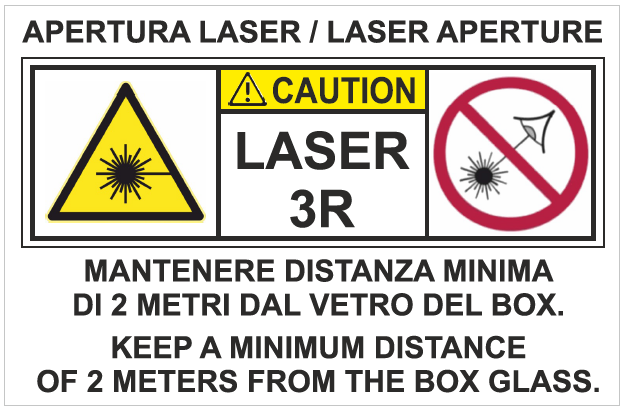 APERTURA LASER / LASER APERTURE
CAUTION
LASER
3R
MANTENERE DISTANZA MINIMA
DI 2 METRI DAL VETRO DEL BOX.
KEEP A MINIMUM DISTANCE
OF 2 METERS FROM THE BOX GLASS.